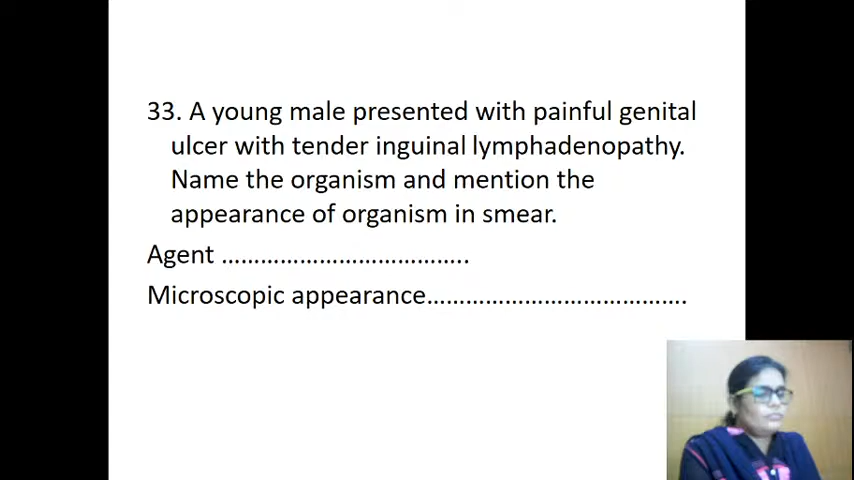 33. A young male presented with painful genital
ulcer with tender inguinal lymphadenopathy.
Name the organism and mention the
appearance of organism in smear.
Agent ……………………………………..
Microscopic appearance………………………………….